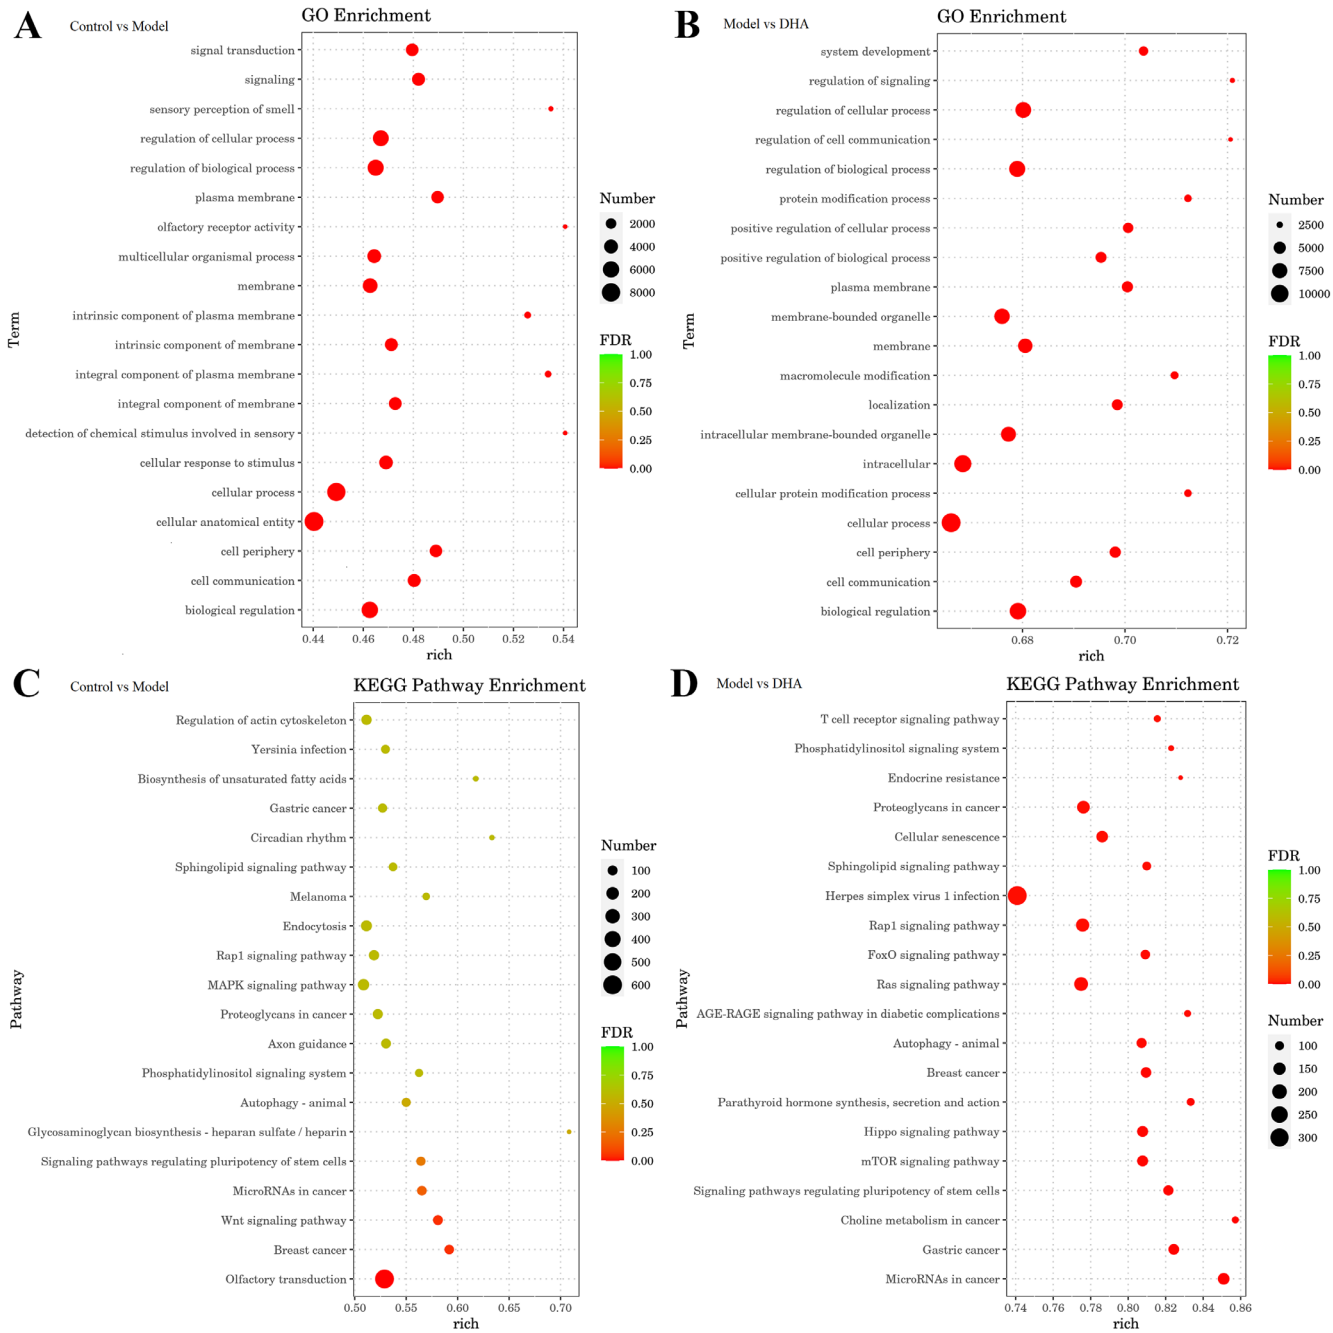 A
Control vs Model
GO Enrichment
Term
signal transduction
signaling
sensory perception of smell
regulation of cellular process
regulation of biological process
plasma membrane
olfactory receptor activity
multicellular organismal process
membrane
intrinsic component of plasma membrane
intrinsic component of membrane
integral component of plasma membrane
integral component of membrane
detection of chemical stimulus involved in sensory
cellular response to stimulus
cellular process
cellular anatomical entity
cell periphery
cell communication
biological regulation
0.44 0.46 0.48 0.50 0.52 0.54
rich
Number
2000
4000
6000
8000
FDR
1.00
0.75
0.50
0.25
0.00
B
Model vs DHA
GO Enrichment
Term
system development
regulation of signaling
regulation of cellular process
regulation of cell communication
regulation of biological process
protein modification process
positive regulation of cellular process
positive regulation of biological process
plasma membrane
membrane-bounded organelle
membrane
macromolecule modification
localization
intracellular membrane-bounded organelle
intracellular
cellular protein modification process
cellular process
cell periphery
cell communication
biological regulation
0.68 0.70 0.72
rich
Number
2500
5000
7500
10000
FDR
1.00
0.75
0.50
0.25
0.00
C
Control vs Model
KEGG Pathway Enrichment
Pathway
Regulation of actin cytoskeleton
Yersinia infection
Biosynthesis of unsaturated fatty acids
Gastric cancer
Circadian rhythm
Sphingolipid signaling pathway
Melanoma
Endocytosis
Rap1 signaling pathway
MAPK signaling pathway
Proteoglycans in cancer
Axon guidance
Phosphatidylinositol signaling system
Autophagy - animal
Glycosaminoglycan biosynthesis - heparan sulfate / heparin
Signaling pathways regulating pluripotency of stem cells
MicroRNAs in cancer
Wnt signaling pathway
Breast cancer
Olfactory transduction
0.50 0.55 0.60 0.65 0.70
rich
Number
100
200
300
400
500
600
FDR
1.00
0.75
0.50
0.25
0.00
D
Model vs DHA
KEGG Pathway Enrichment
Pathway
T cell receptor signaling pathway
Phosphatidylinositol signaling system
Endocrine resistance
Proteoglycans in cancer
Cellular senescence
Sphingolipid signaling pathway
Herpes simplex virus 1 infection
Rap1 signaling pathway
FoxO signaling pathway
Ras signaling pathway
AGE-RAGE signaling pathway in diabetic complications
Autophagy - animal
Breast cancer
Parathyroid hormone synthesis, secretion and action
Hippo signaling pathway
mTOR signaling pathway
Signaling pathways regulating pluripotency of stem cells
Choline metabolism in cancer
Gastric cancer
MicroRNAs in cancer
0.74 0.76 0.78 0.80 0.82 0.84 0.86
rich
FDR
1.00
0.75
0.50
0.25
0.00
Number
100
150
200
250
300